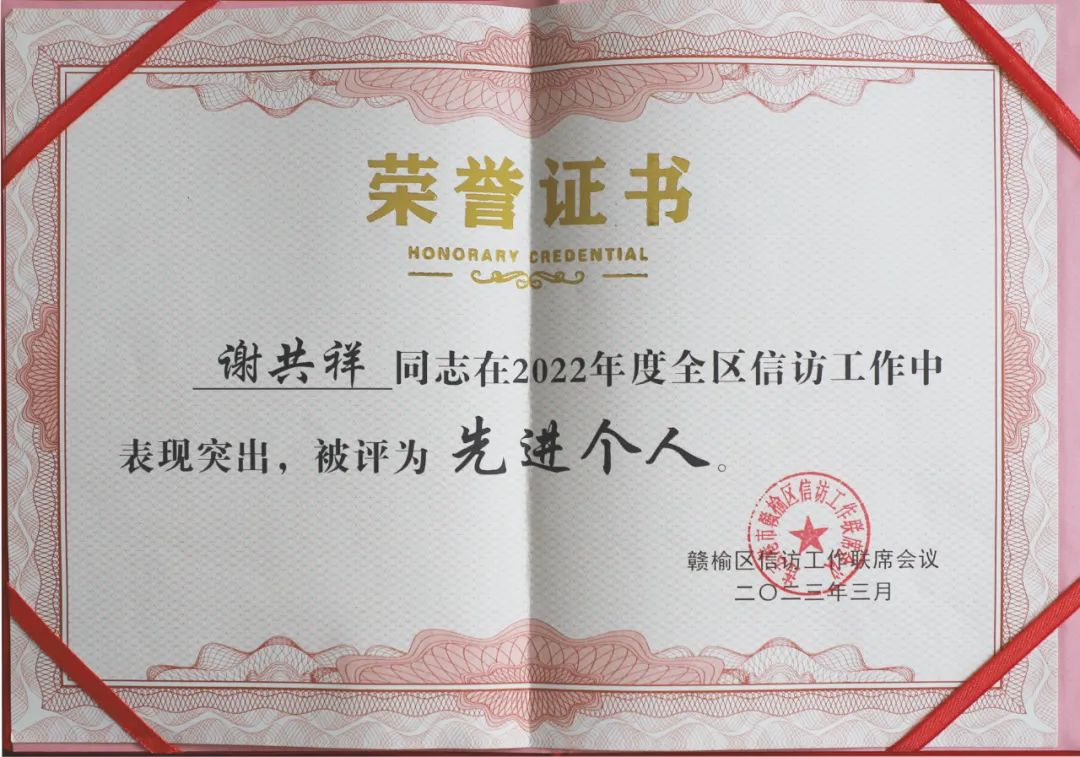 荣誉证书
HONORARY CREDENTIAL
谢共祥 同志在2022年度全区信访工作中
表现突出，被评为 先进个人。
赣榆区信访工作联席会议
二〇二三年三月